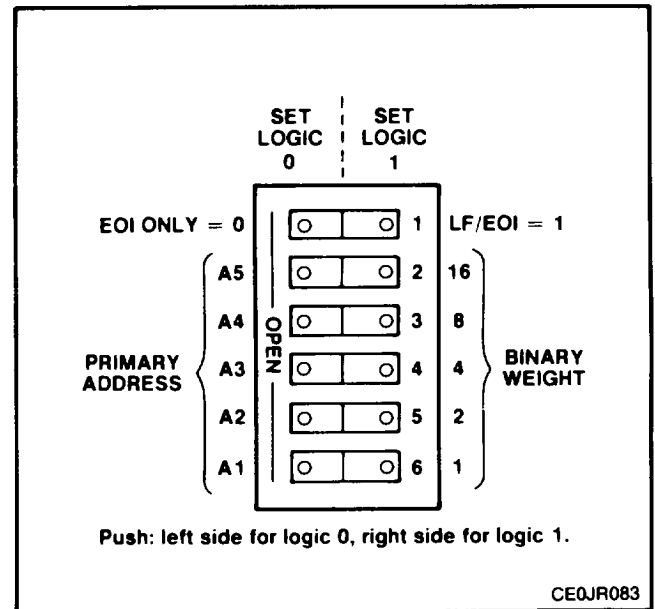 SET LOGIC 0
SET LOGIC 1
EOI ONLY = 0
1
LF/EOI = 1
A5
2
16
A4
3
8
A3
4
4
A2
5
2
A1
6
1
OPEN
PRIMARY ADDRESS
BINARY WEIGHT
Push: left side for logic 0, right side for logic 1.
CE0JR083